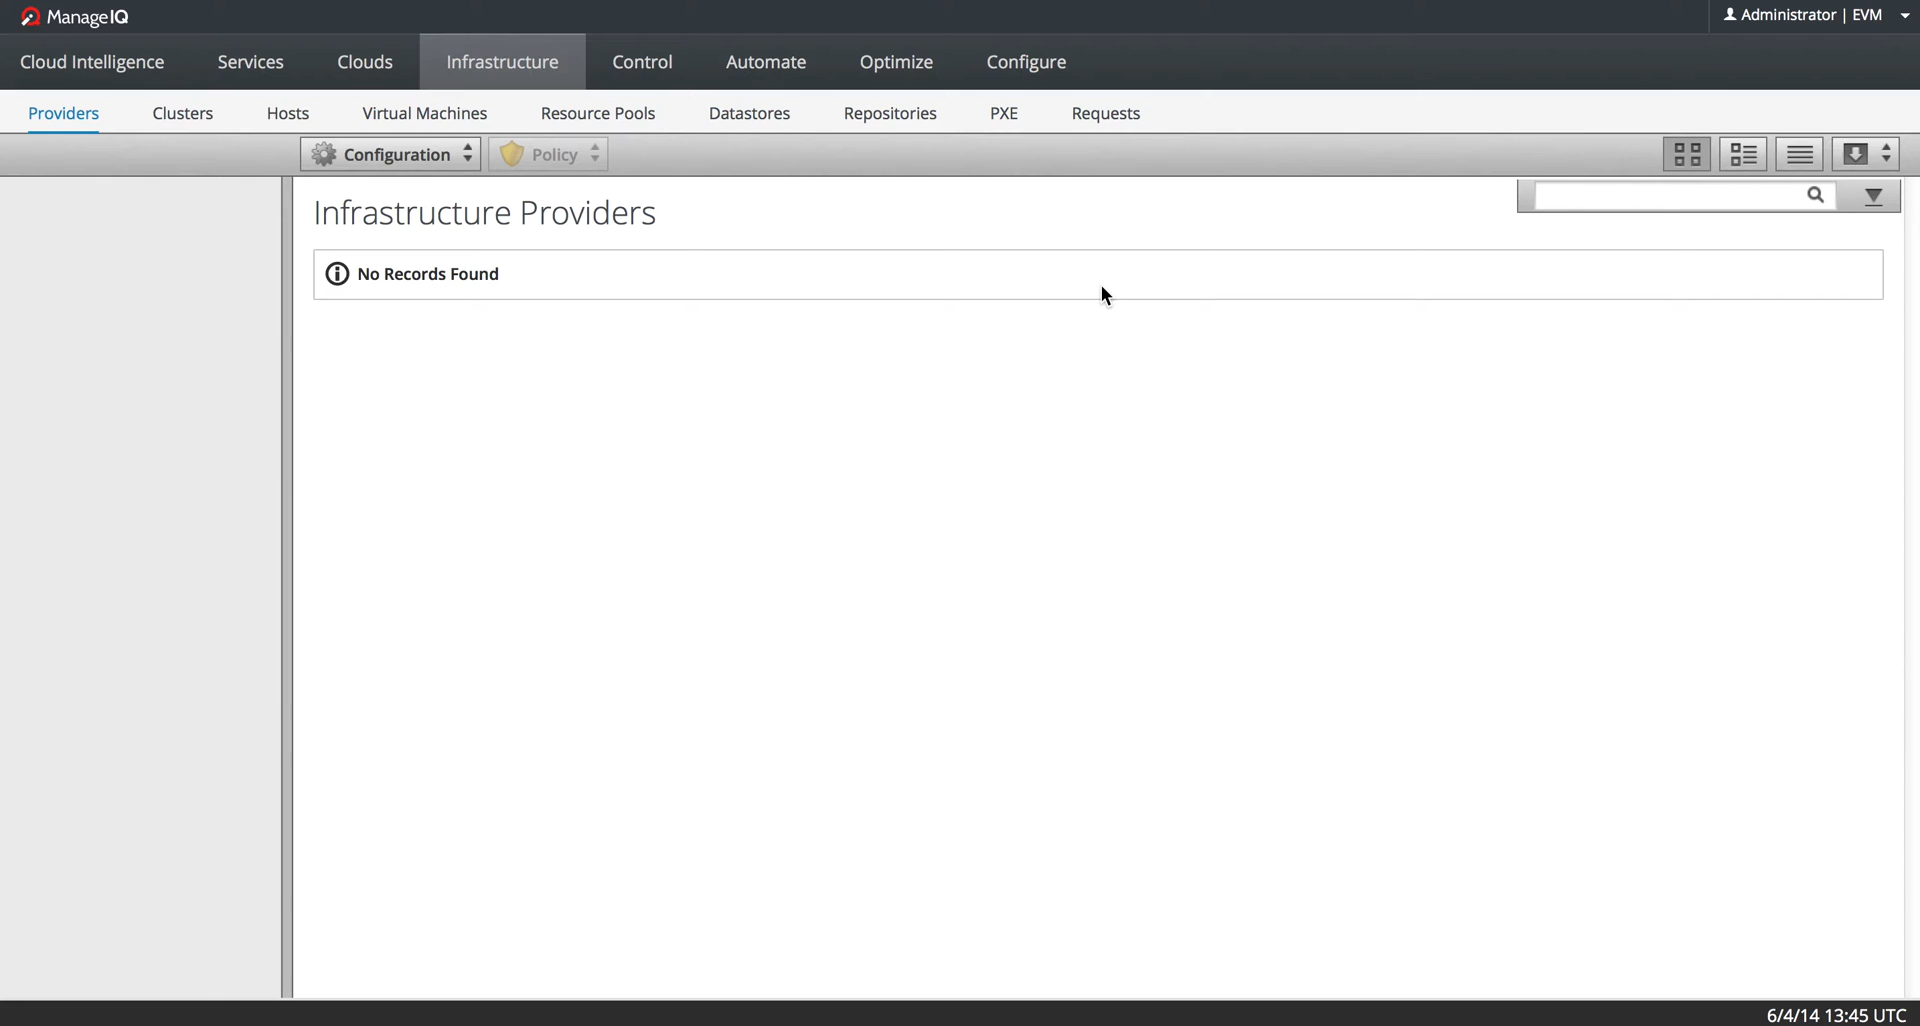 ManageIQ
Administrator | EVM
Cloud Intelligence Services Clouds Infrastructure Control Automate Optimize Configure
Providers Clusters Hosts Virtual Machines Resource Pools Datastores Repositories PXE Requests
Configuration Policy
Infrastructure Providers
No Records Found
6/4/14 13:45 UTC